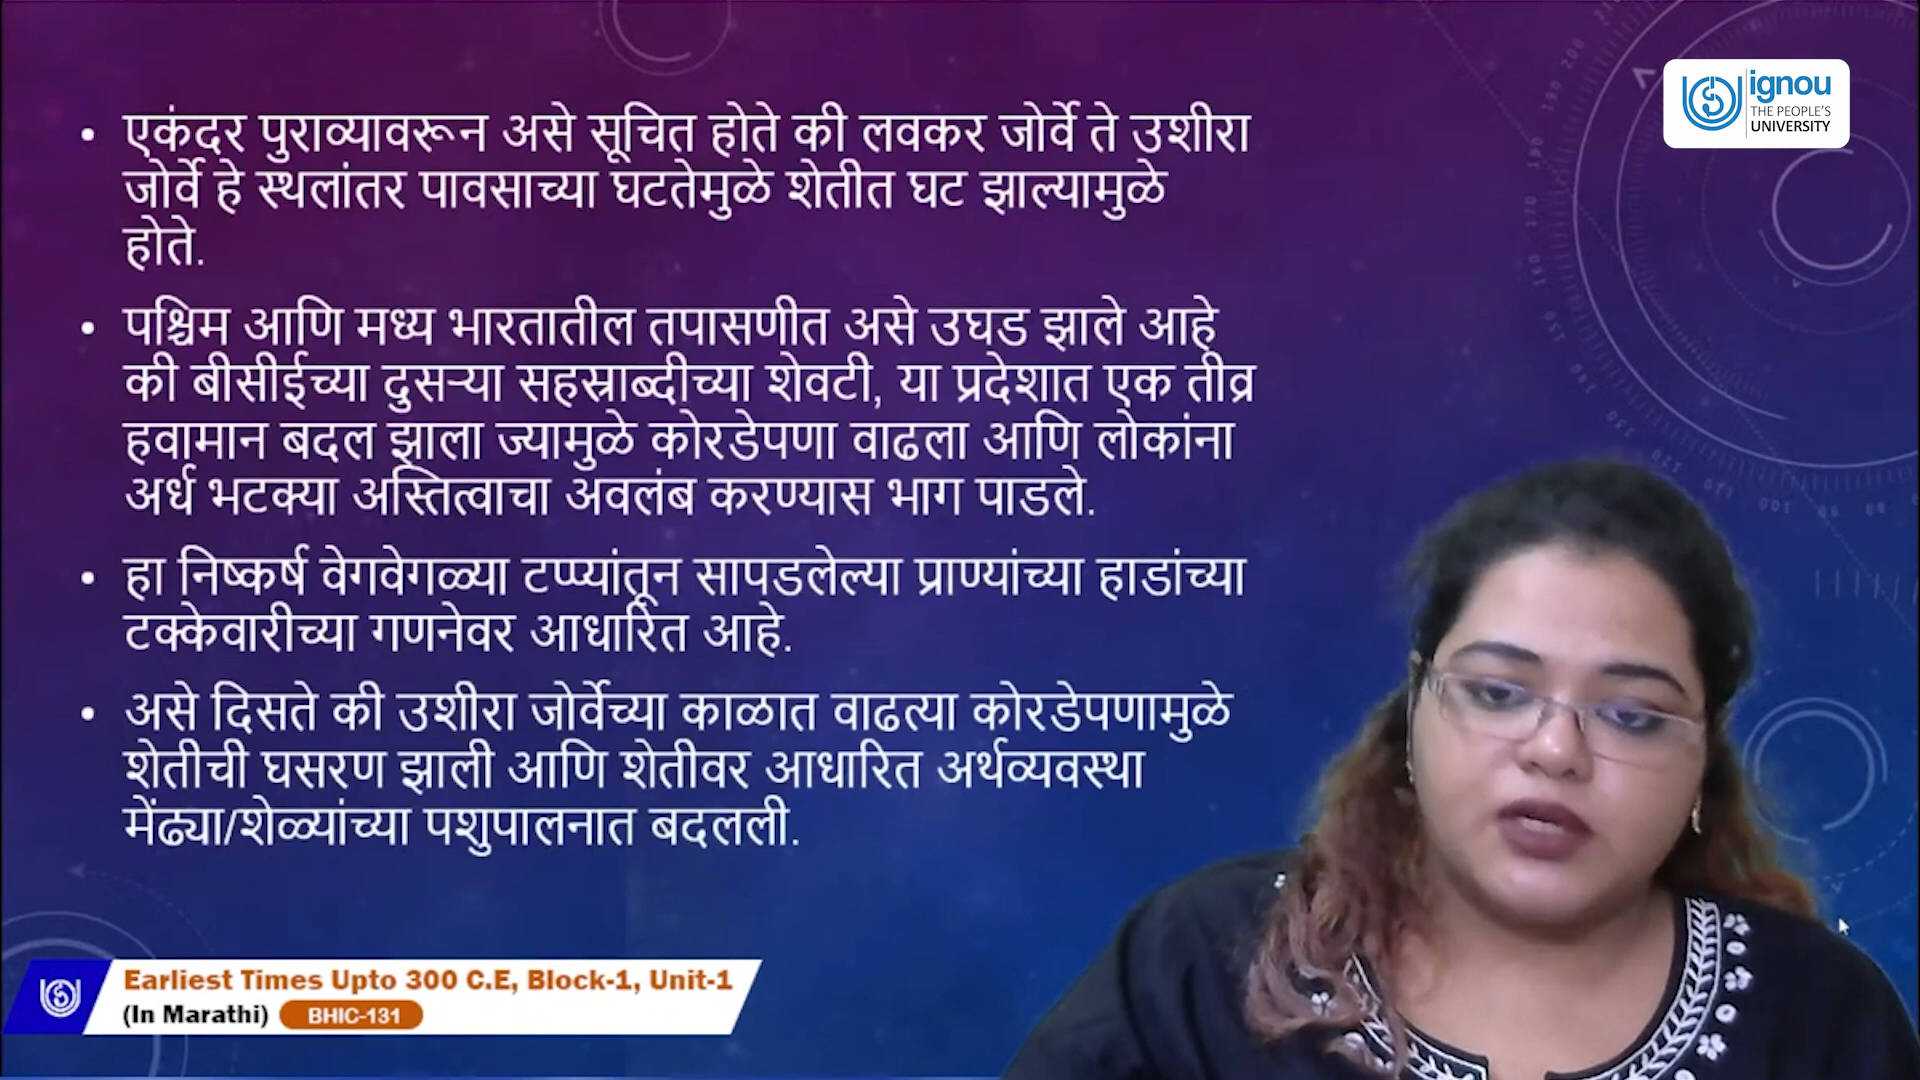 ignou
THE PEOPLE'S
UNIVERSITY
• एकंदर पुराव्यावरून असे सूचित होते की लवकर जोर्वे ते उशीरा
जोर्वे हे स्थलांतर पावसाच्या घटतेमुळे शेतीत घट झाल्यामुळे
होते.
• पश्चिम आणि मध्य भारतातील तपासणीत असे उघड झाले आहे
की बीसीईच्या दुसऱ्या सहस्राब्दीच्या शेवटी, या प्रदेशात एक तीव्र
हवामान बदल झाला ज्यामुळे कोरडेपणा वाढला आणि लोकांना
अर्ध भटक्या अस्तित्वाचा अवलंब करण्यास भाग पाडले.
• हा निष्कर्ष वेगवेगळ्या टप्प्यांतून सापडलेल्या प्राण्यांच्या हाडांच्या
टक्केवारीच्या गणनेवर आधारित आहे.
• असे दिसते की उशीरा जोर्वेच्या काळात वाढत्या कोरडेपणामुळे
शेतीची घसरण झाली आणि शेतीवर आधारित अर्थव्यवस्था
मेंढ्या/शेळ्यांच्या पशुपालनात बदलली.
Earliest Times Upto 300 C.E, Block-1, Unit-1
(In Marathi) BHIC-131